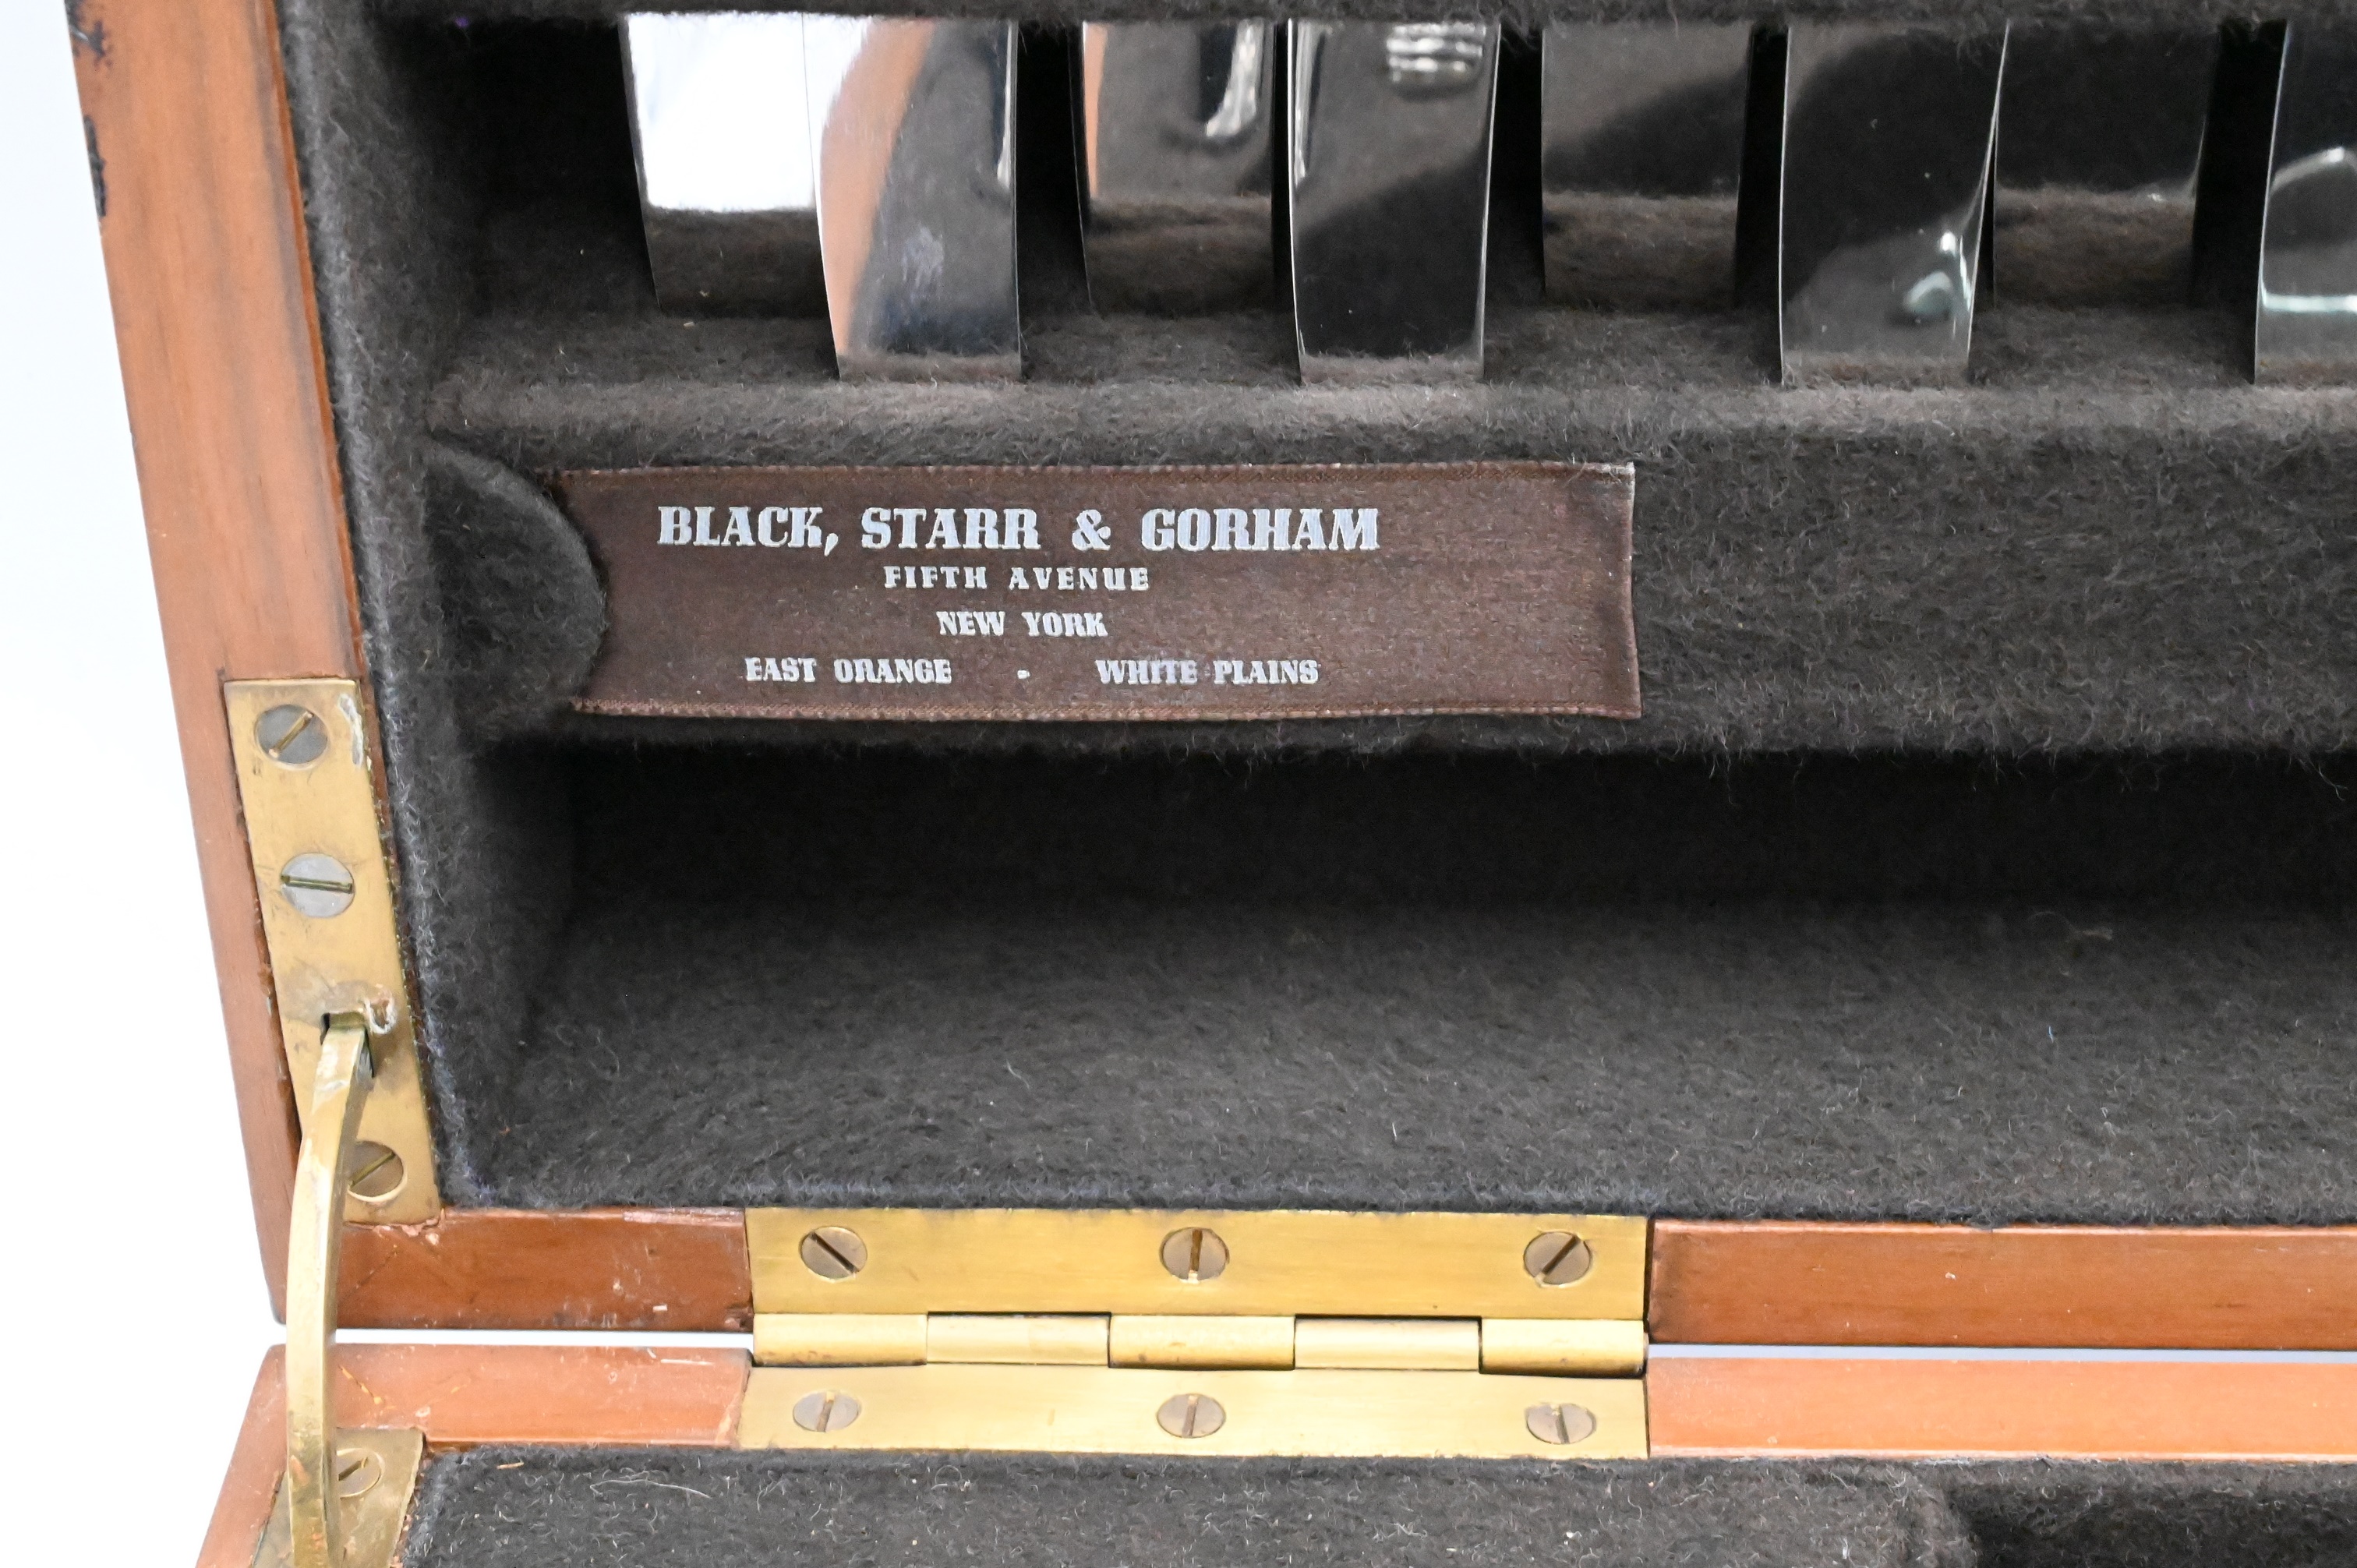 BLACK, STARR & GORHAM
FIFTH AVENUE
NEW YORK
EAST ORANGE - WHITE PLAINS